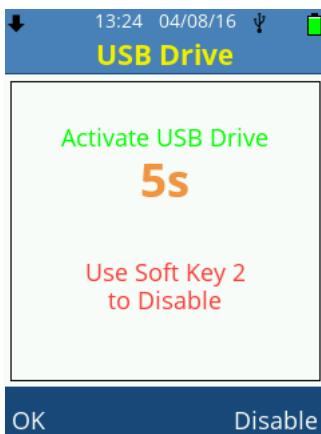 13:24 04/08/16
USB Drive
Activate USB Drive
5s
Use Soft Key 2
to Disable
OK Disable